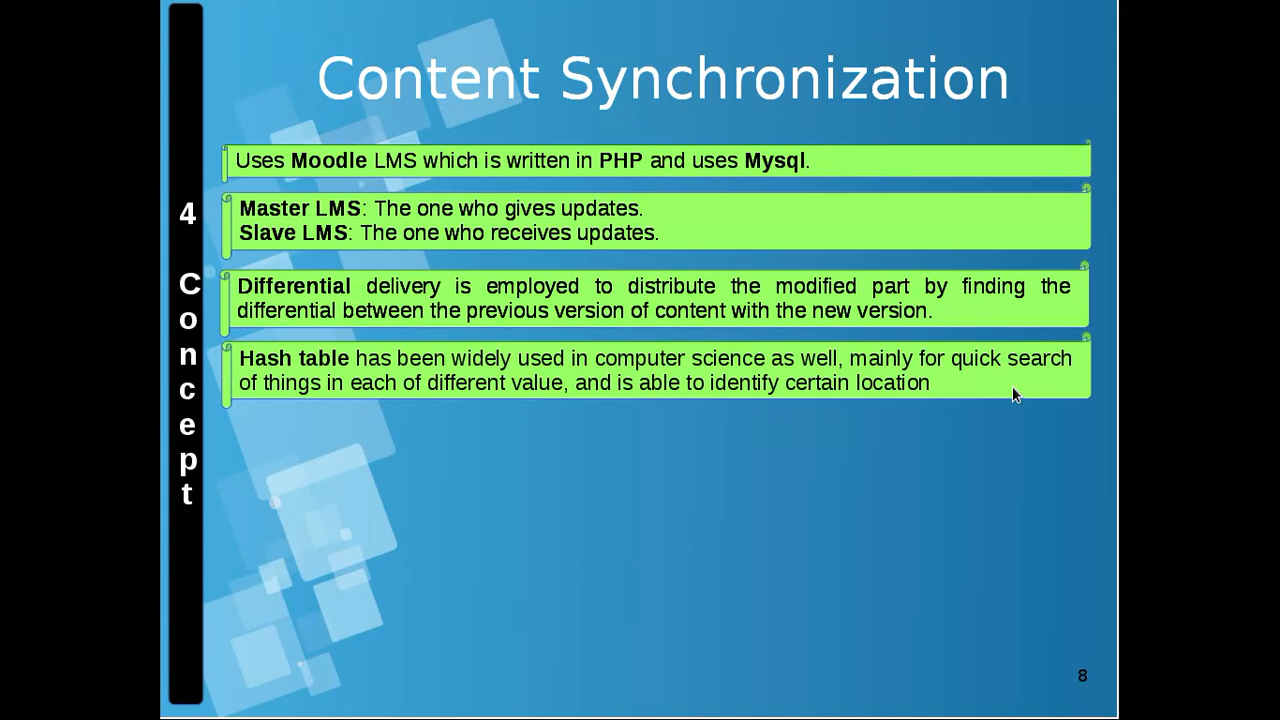 Content Synchronization
Uses Moodle LMS which is written in PHP and uses Mysql.
4
Concept
Master LMS: The one who gives updates.
Slave LMS: The one who receives updates.
Differential delivery is employed to distribute the modified part by finding the
differential between the previous version of content with the new version.
Hash table has been widely used in computer science as well, mainly for quick search
of things in each of different value, and is able to identify certain location
8